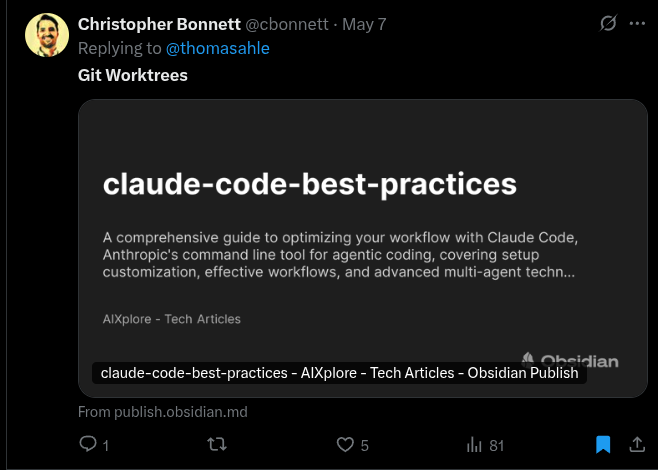 Christopher Bonnett @cbonnett · May 7
Replying to @thomasahle
Git Worktrees
claude-code-best-practices
A comprehensive guide to optimizing your workflow with Claude Code,
Anthropic's command line tool for agentic coding, covering setup
customization, effective workflows, and advanced multi-agent techn...
AIXplore - Tech Articles
Obsidian
claude-code-best-practices - AIXplore - Tech Articles - Obsidian Publish
From publish.obsidian.md
1 5 81